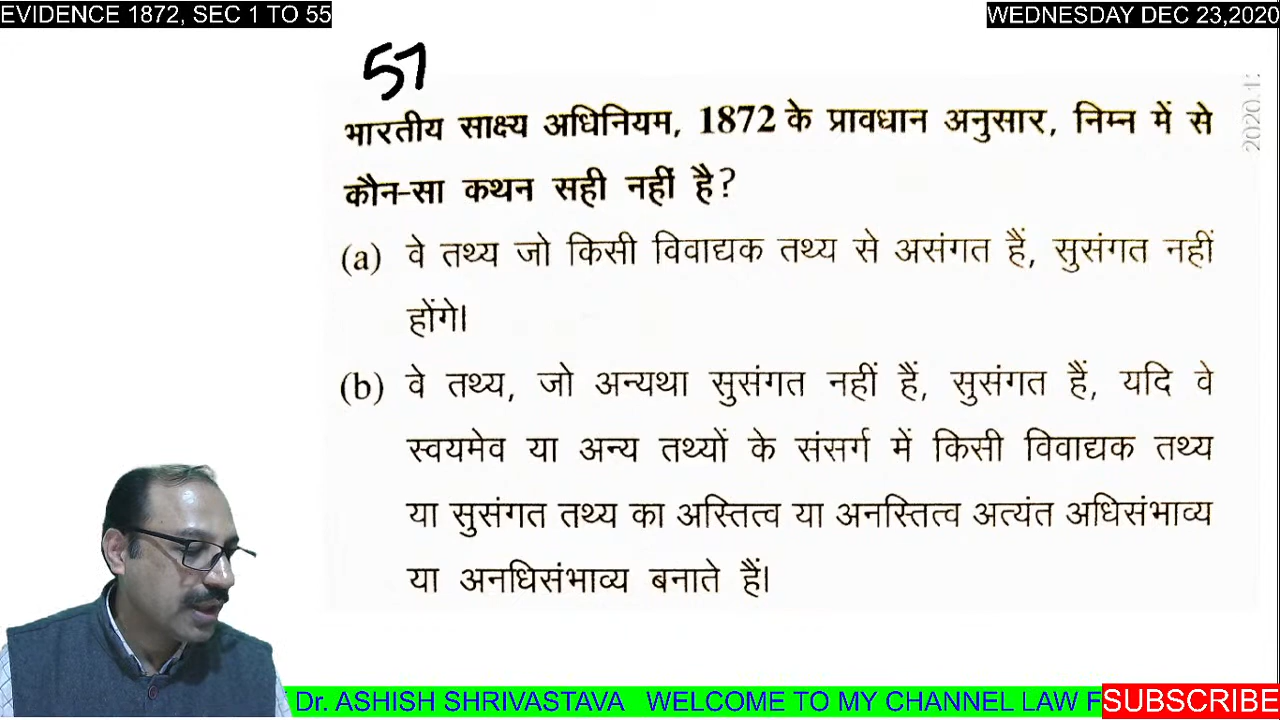 EVIDENCE 1872, SEC 1 TO 55
WEDNESDAY DEC 23,2020
57
भारतीय साक्ष्य अधिनियम, 1872 के प्रावधान अनुसार, निम्न में से
कौन-सा कथन सही नहीं है?
(a) वे तथ्य जो किसी विवाद्यक तथ्य से असंगत हैं, सुसंगत नहीं
होंगे।
(b) वे तथ्य, जो अन्यथा सुसंगत नहीं हैं, सुसंगत हैं, यदि वे
स्वयमेव या अन्य तथ्यों के संसर्ग में किसी विवाद्यक तथ्य
या सुसंगत तथ्य का अस्तित्व या अनस्तित्व अत्यंत अधिसंभाव्य
या अनधिसंभाव्य बनाते हैं।
Dr. ASHISH SHRIVASTAVA WELCOME TO MY CHANNEL LAW F
SUBSCRIBE